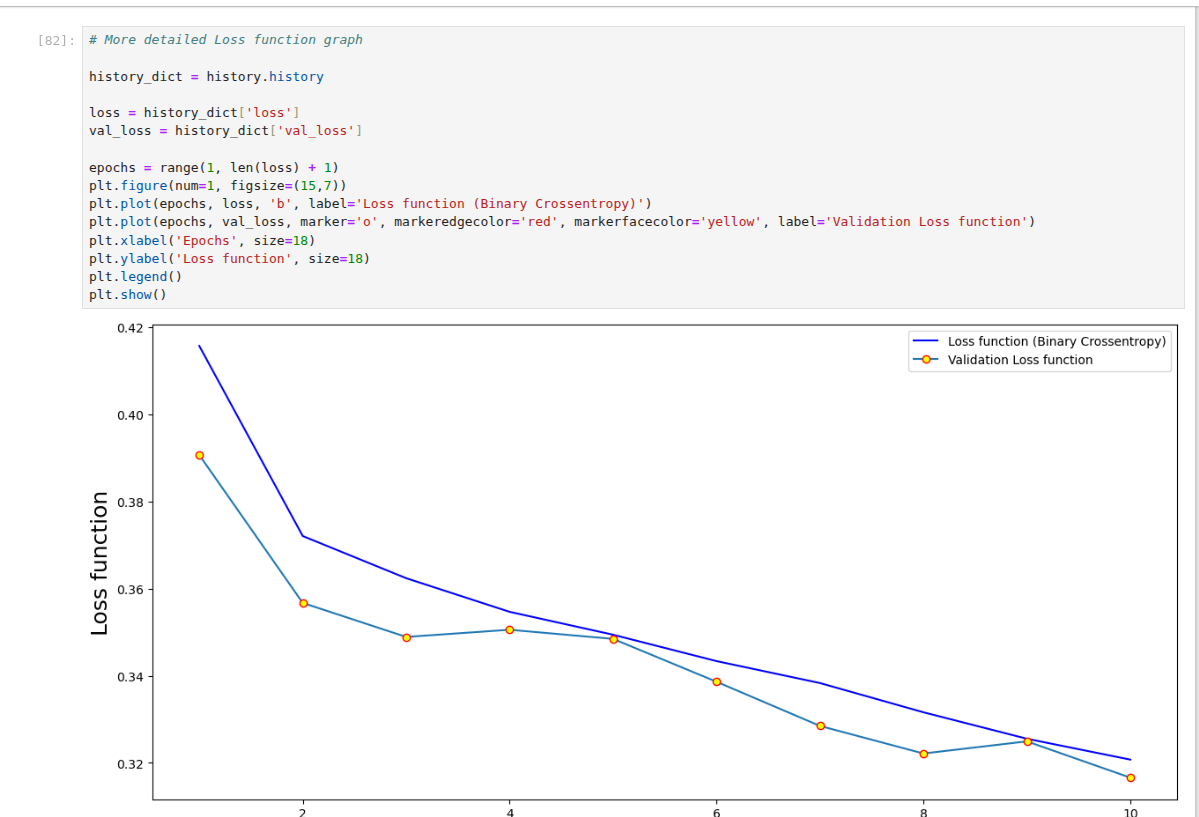 [82]: # More detailed Loss function graph
history_dict = history.history
loss = history_dict['loss']
val_loss = history_dict['val_loss']
epochs = range(1, len(loss) + 1)
plt.figure(num=1, figsize=(15,7))
plt.plot(epochs, loss, 'b', label='Loss function (Binary Crossentropy)')
plt.plot(epochs, val_loss, marker='o', markeredgecolor='red', markerfacecolor='yellow', label='Validation Loss function')
plt.xlabel('Epochs', size=18)
plt.ylabel('Loss function', size=18)
plt.legend()
plt.show()
0.42
Loss function (Binary Crossentropy)
Validation Loss function
0.40
0.38
0.36
0.34
0.32
Loss function
2 4 6 8 10